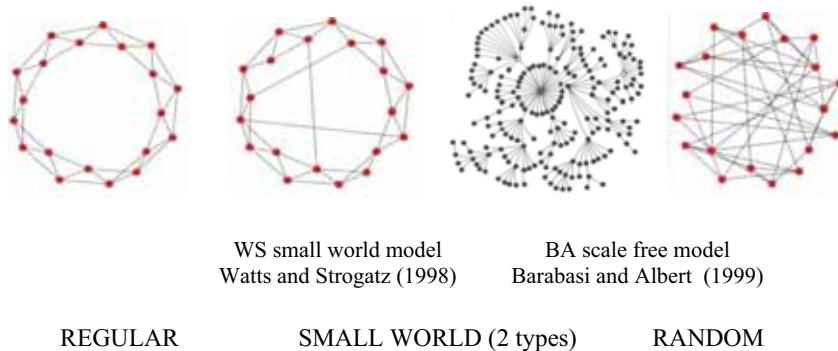 WS small world model
Watts and Strogatz (1998)
BA scale free model
Barabasi and Albert (1999)
REGULAR
SMALL WORLD (2 types)
RANDOM